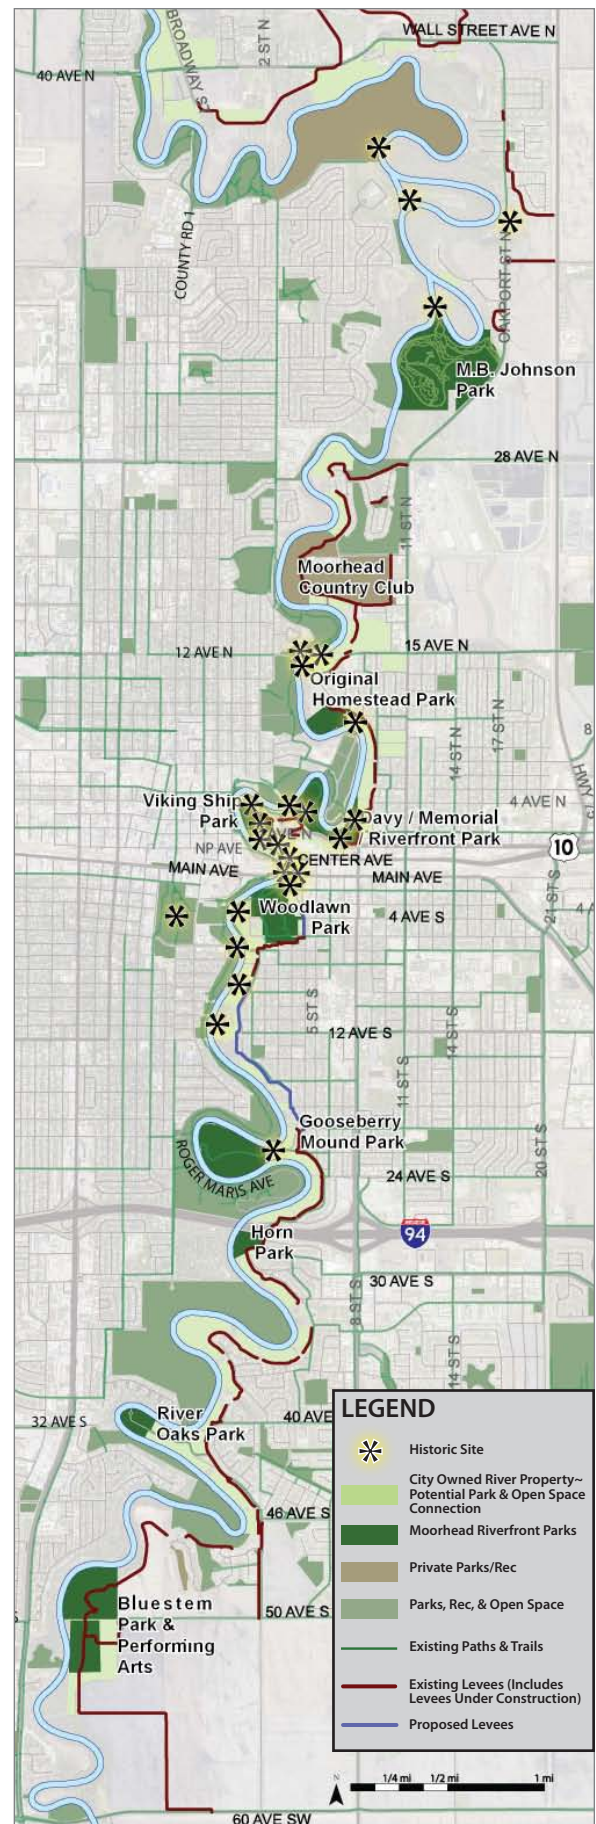 WALL STREET AVE N
BROADWAY ST
2 ST N
40 AVE N
COUNTY RD 1
OAKPORT ST N
M.B. Johnson
Park
28 AVE N
11 ST N
Moorhead
Country Club
12 AVE N
15 AVE N
Original
Homestead Park
14 ST N
17 ST N
8
HWY
Viking Ship
Park
4 AVE N
Davy / Memorial
/ Riverfront Park
AVE N
NP AVE
CENTER AVE
10
MAIN AVE
MAIN AVE
21 ST S
Woodlawn
Park
4 AVE S
4 A
5 ST S
12 AVE S
14 ST S
11 ST S
Gooseberry
Mound Park
20 ST S
ROGER MARIS AVE
24 AVE S
94
Horn
Park
30 AVE S
8 ST S
14 ST S
River
Oaks Park
32 AVE S
40 AVE
46 AVE S
Bluestem
Park &
Performing
Arts
50 AVE S
S
LEGEND
Historic Site
City Owned River Property~
Potential Park & Open Space
Connection
Moorhead Riverfront Parks
Private Parks/Rec
Parks, Rec, & Open Space
Existing Paths & Trails
Existing Levees (Includes
Levees Under Construction)
Proposed Levees
N
1/4 mi 1/2 mi 1 mi
60 AVE SW